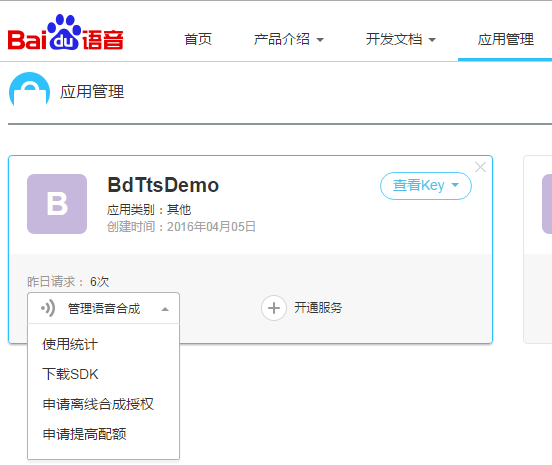 Bai du 语音
首页 产品介绍 开发文档 应用管理
应用管理
B
BdTtsDemo
查看Key
应用类别：其他
创建时间：2016年04月05日
昨日请求： 6次
管理语音合成
开通服务
使用统计
下载SDK
申请离线合成授权
申请提高配额